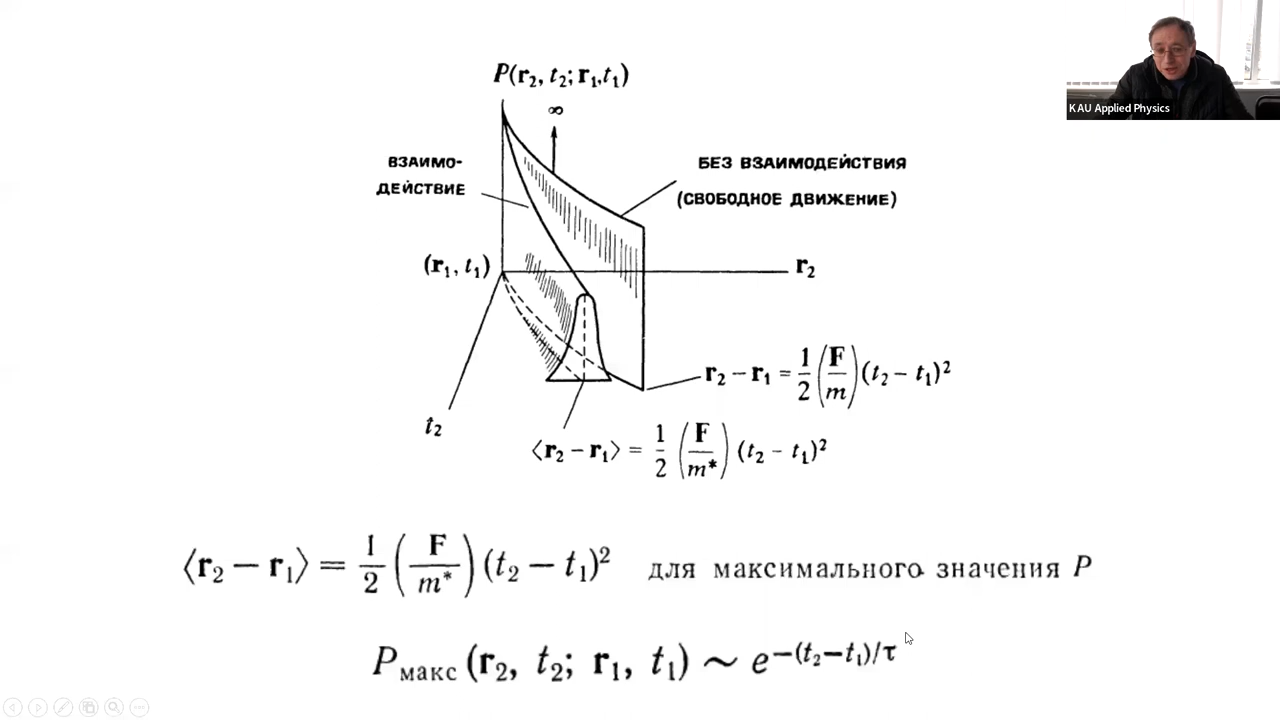 P(r₂, t₂; r₁,t₁)
∞
ВЗАИМО-
ДЕЙСТВИЕ
БЕЗ ВЗАИМОДЕЙСТВИЯ
(СВОБОДНОЕ ДВИЖЕНИЕ)
(r₁, t₁)
r₂
t₂
r₂ − r₁ = 1/2 (F/m) (t₂ − t₁)²
⟨r₂ − r₁⟩ = 1/2 (F/m*) (t₂ − t₁)²
⟨r₂ − r₁⟩ = 1/2 (F/m*) (t₂ − t₁)² для максимального значения P
Pмакс (r₂, t₂; r₁, t₁) ~ e^−(t₂−t₁)/τ
KAU Applied Physics